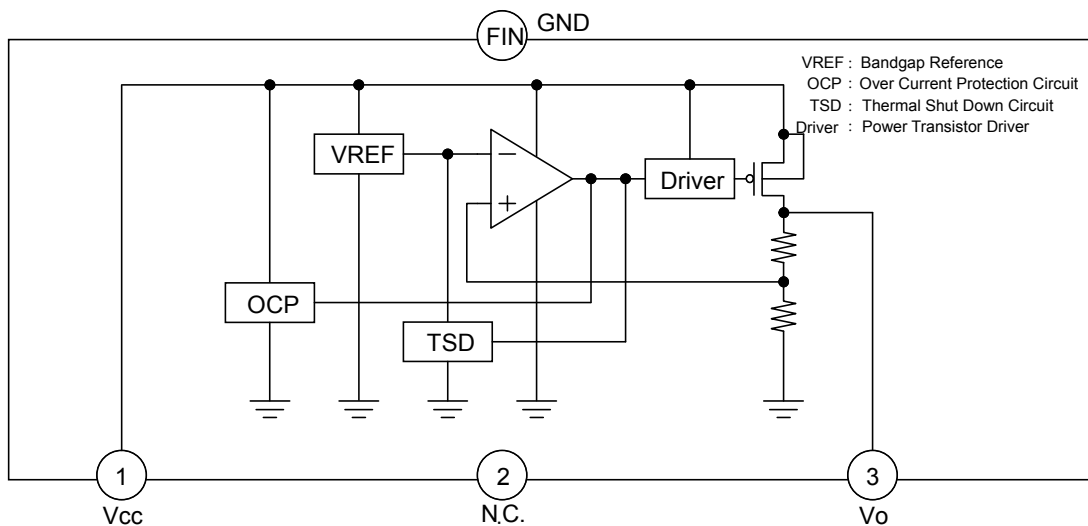 FIN GND
VREF : Bandgap Reference
OCP : Over Current Protection Circuit
TSD : Thermal Shut Down Circuit
Driver : Power Transistor Driver
VREF
−
+
Driver
OCP
TSD
1
2
3
Vcc
N.C.
Vo